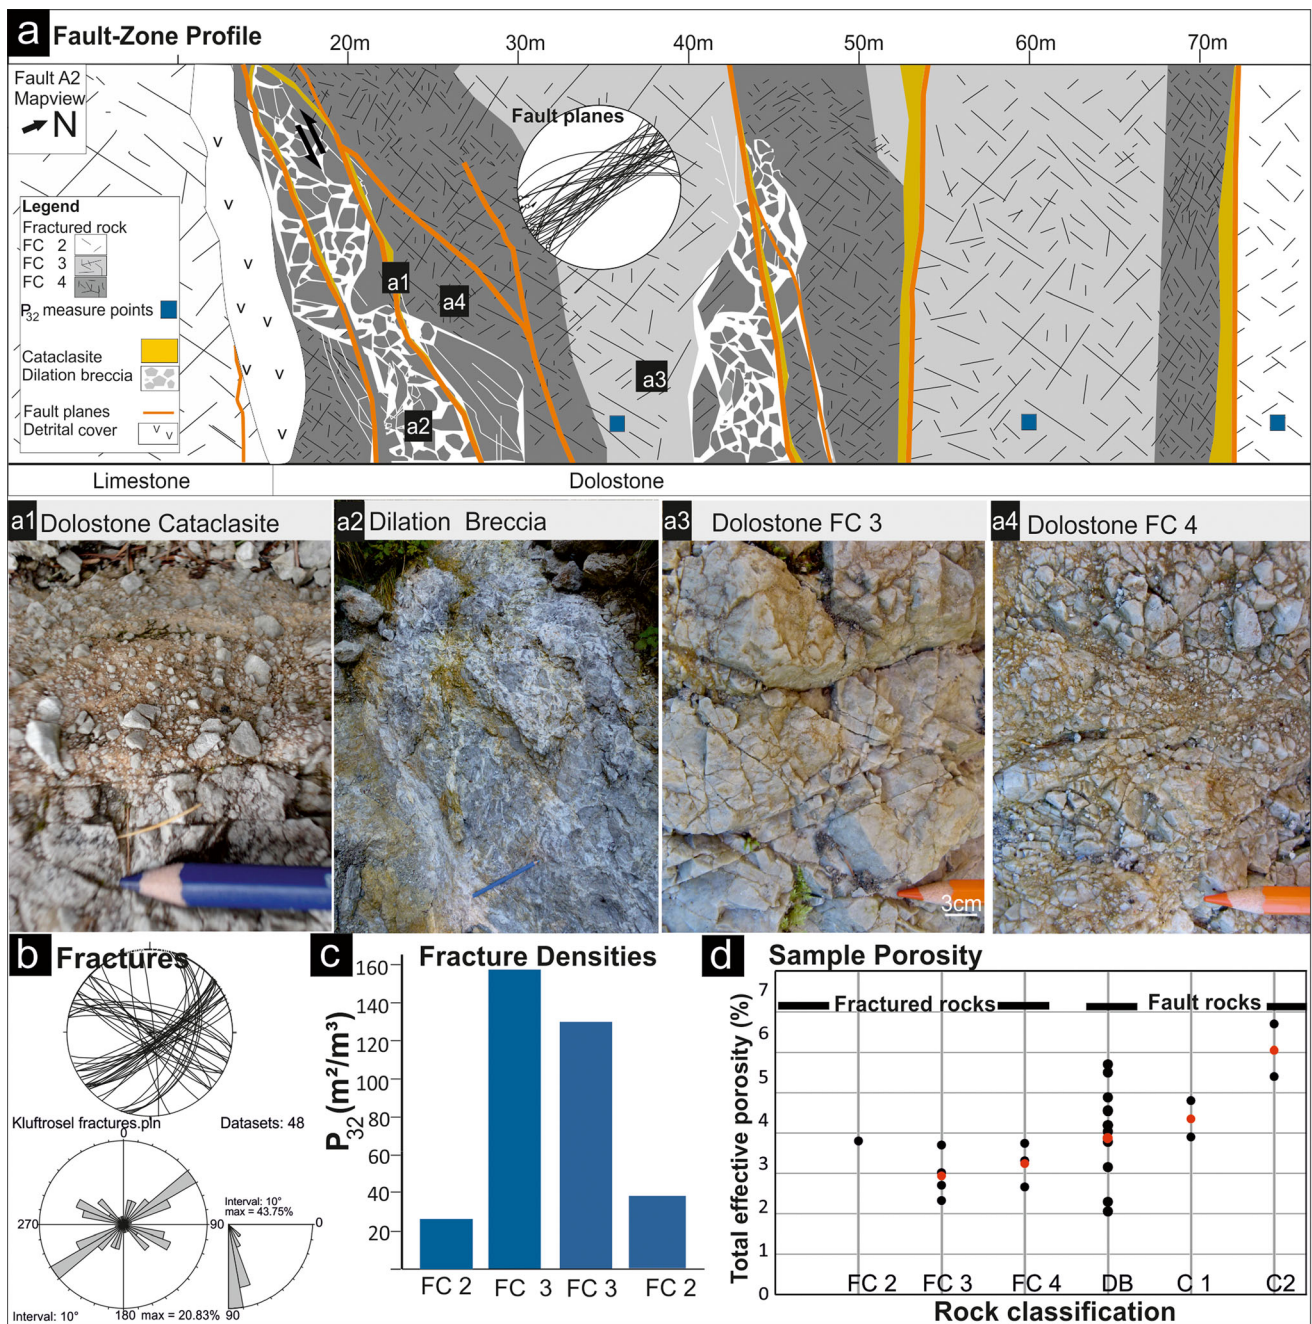 a Fault-Zone Profile
20m 30m 40m 50m 60m 70m
Fault A2
Mapview
N
Fault planes
V
V
V
V
V
V
V
V
Legend
Fractured rock
FC 2
FC 3
FC 4
P32 measure points
Cataclasite
Dilation breccia
Fault planes
Detrital cover
V V
a1
a4
a3
a2
Limestone Dolostone
a1 Dolostone Cataclasite
a2 Dilation Breccia
a3 Dolostone FC 3
a4 Dolostone FC 4
3cm
b Fractures
Kluftrosel fractures.pln Datasets: 48
0
270 90
180
Interval: 10° max = 20.83%
Interval: 10°
max = 43.75%
0
90
c Fracture Densities
P32 (m²/m³)
160
140
120
100
80
60
40
20
FC 2 FC 3 FC 3 FC 2
d Sample Porosity
Fractured rocks Fault rocks
Total effective porosity (%)
7
6
5
4
3
2
1
0
FC 2 FC 3 FC 4 DB C 1 C2
Rock classification